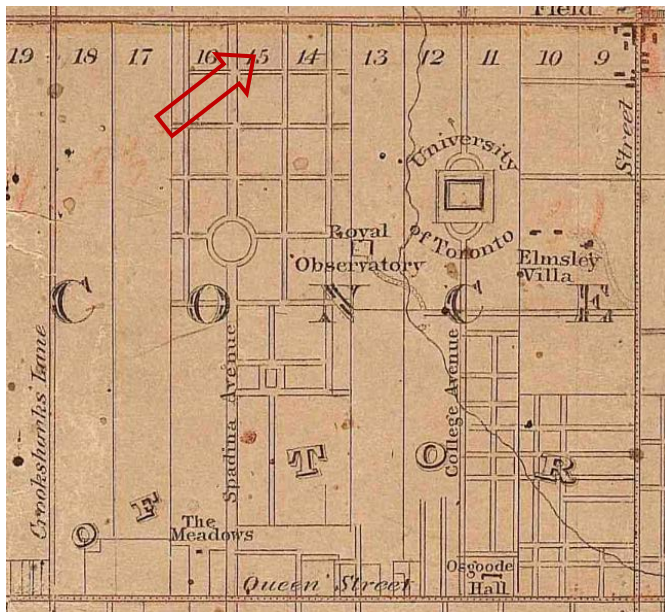 Field
19 18 17 16 15 14 13 12 11 10 9
Street
University
of Toronto
Royal
Observatory
Elmsley
Villa
C O N C E
Crookshunks Lane
Spadina Avenue
College Avenue
F T O R
O
The
Meadows
Osgoode
Hall
Queen Street